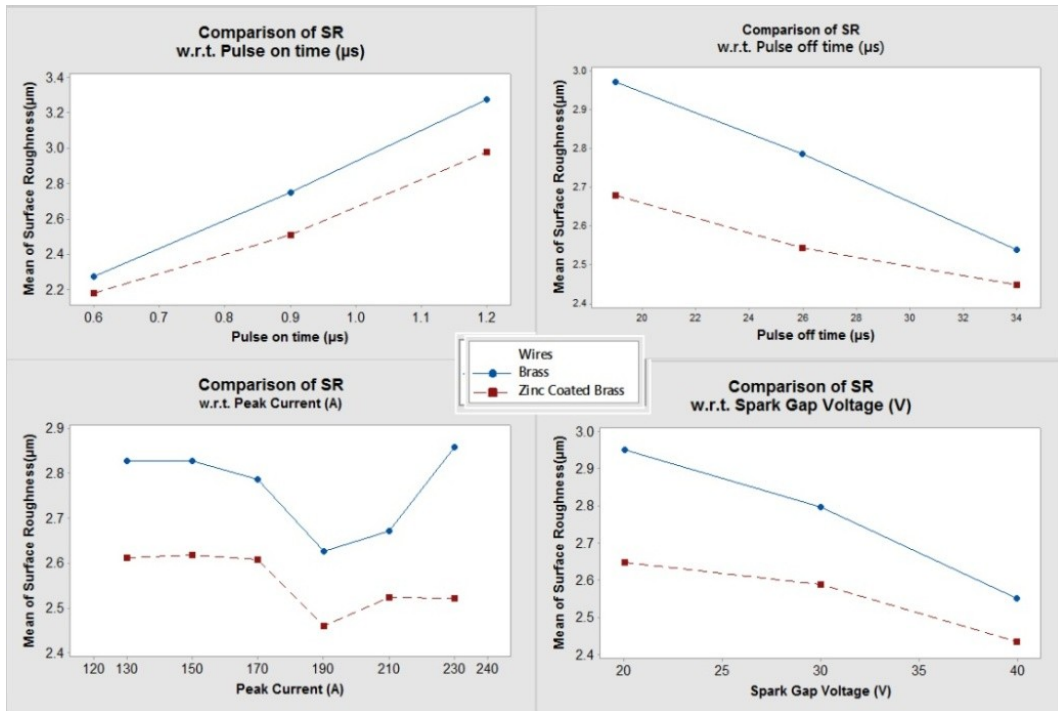 Comparison of SR
w.r.t. Pulse on time (µs)
Mean of Surface Roughness(µm)
3.4
3.2
3.0
2.8
2.6
2.4
2.2
0.6 0.7 0.8 0.9 1.0 1.1 1.2
Pulse on time (µs)
Comparison of SR
w.r.t. Pulse off time (µs)
Mean of Surface Roughness(µm)
3.0
2.9
2.8
2.7
2.6
2.5
2.4
20 22 24 26 28 30 32 34
Pulse off time (µs)
Wires
Brass
Zinc Coated Brass
Comparison of SR
w.r.t. Peak Current (A)
Mean of Surface Roughness(µm)
2.9
2.8
2.7
2.6
2.5
2.4
120 130 150 170 190 210 230 240
Peak Current (A)
Comparison of SR
w.r.t. Spark Gap Voltage (V)
Mean of Surface Roughness(µm)
3.0
2.9
2.8
2.7
2.6
2.5
2.4
20 25 30 35 40
Spark Gap Voltage (V)